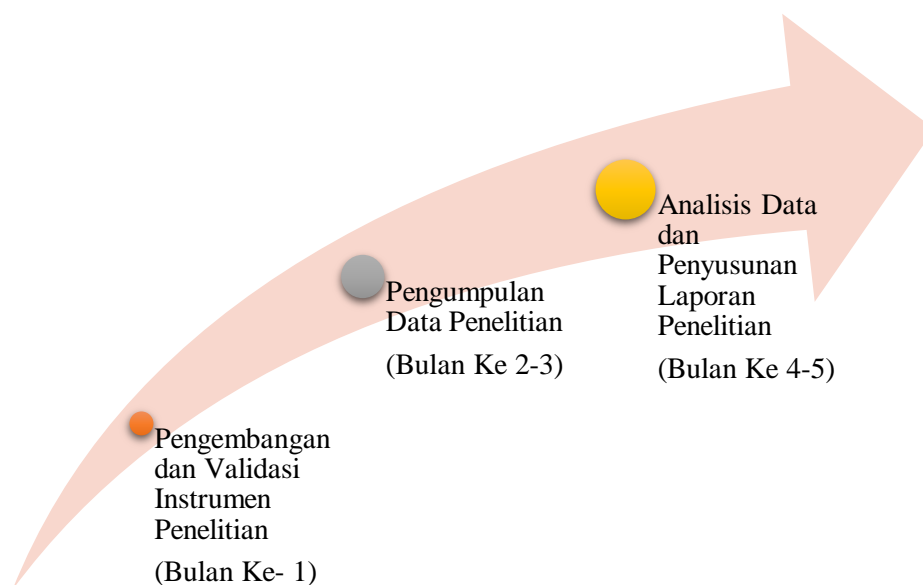 Pengembangan
dan Validasi
Instrumen
Penelitian
(Bulan Ke- 1)
Pengumpulan
Data Penelitian
(Bulan Ke 2-3)
Analisis Data
dan
Penyusunan
Laporan
Penelitian
(Bulan Ke 4-5)